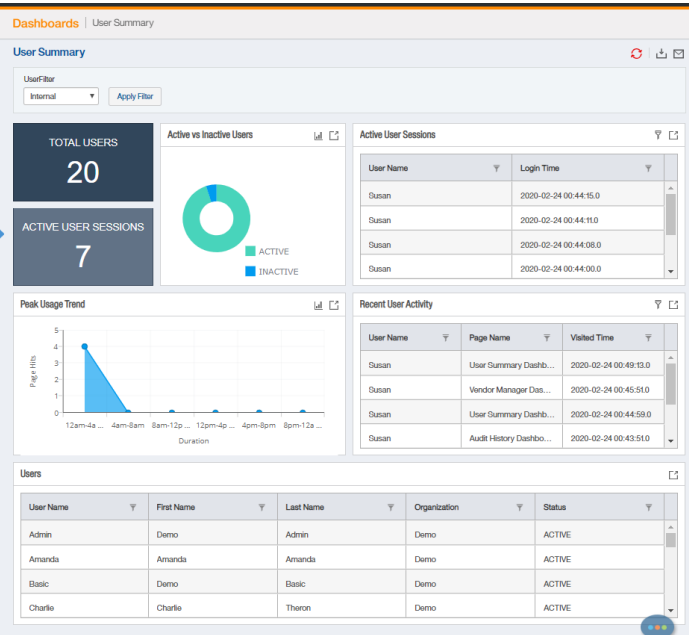 Dashboards | User Summary
User Summary
UserFilter
Internal
Apply Filter
TOTAL USERS
20
ACTIVE USER SESSIONS
7
Active vs Inactive Users
ACTIVE
INACTIVE
Active User Sessions
User Name Login Time
Susan 2020-02-24 00:44:15.0
Susan 2020-02-24 00:44:11.0
Susan 2020-02-24 00:44:08.0
Susan 2020-02-24 00:44:00.0
Peak Usage Trend
Page Hits
5
4
3
2
1
0
12am-4a ... 4am-8am 8am-12p ... 12pm-4p ... 4pm-8pm 8pm-12a ...
Duration
Recent User Activity
User Name Page Name Visited Time
Susan User Summary Dashb... 2020-02-24 00:49:13.0
Susan Vendor Manager Das... 2020-02-24 00:45:51.0
Susan User Summary Dashb... 2020-02-24 00:44:59.0
Susan Audit History Dashbo... 2020-02-24 00:43:51.0
Users
User Name First Name Last Name Organization Status
Admin Demo Admin Demo ACTIVE
Amanda Amanda Amanda Demo ACTIVE
Basic Demo Basic Demo ACTIVE
Charlie Charlie Theron Demo ACTIVE